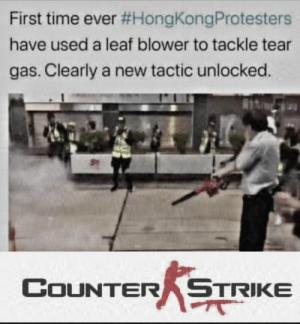 First time ever #HongKongProtesters
have used a leaf blower to tackle tear
gas. Clearly a new tactic unlocked.
COUNTER STRIKE